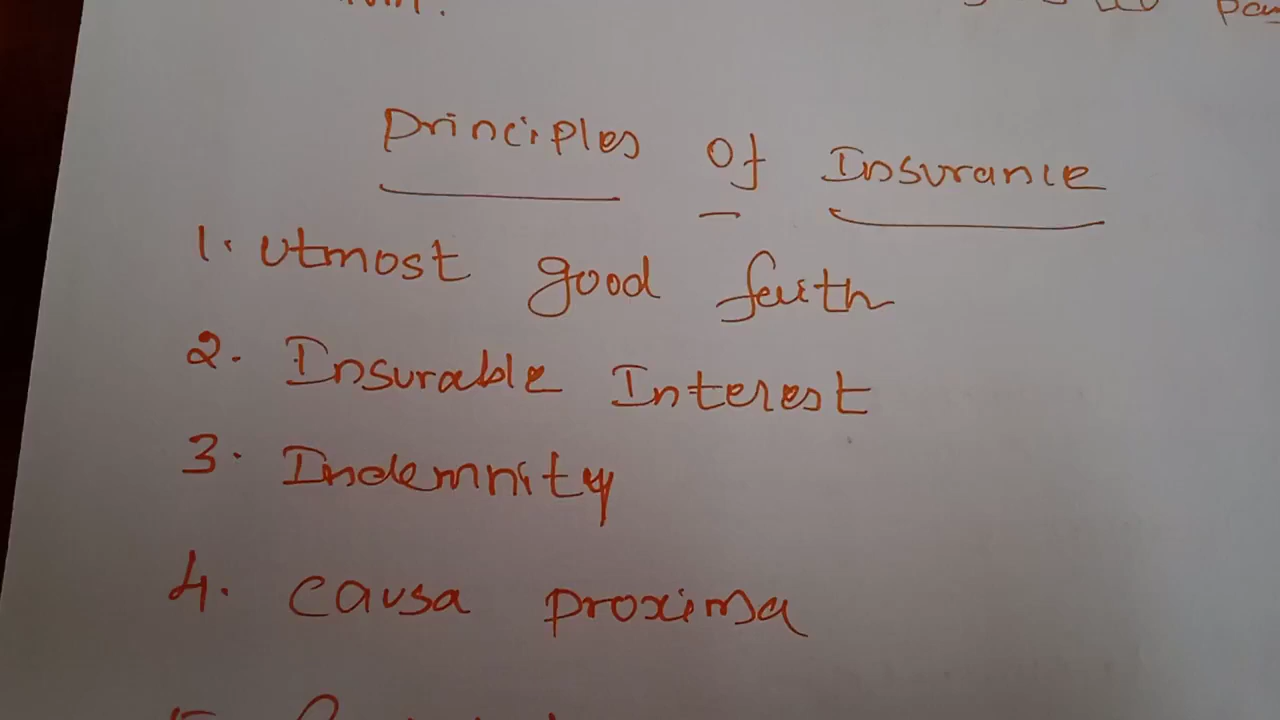 Principles Of Insurance
1. Utmost good faith
2. Insurable Interest
3. Indemnity
4. Causa proxima